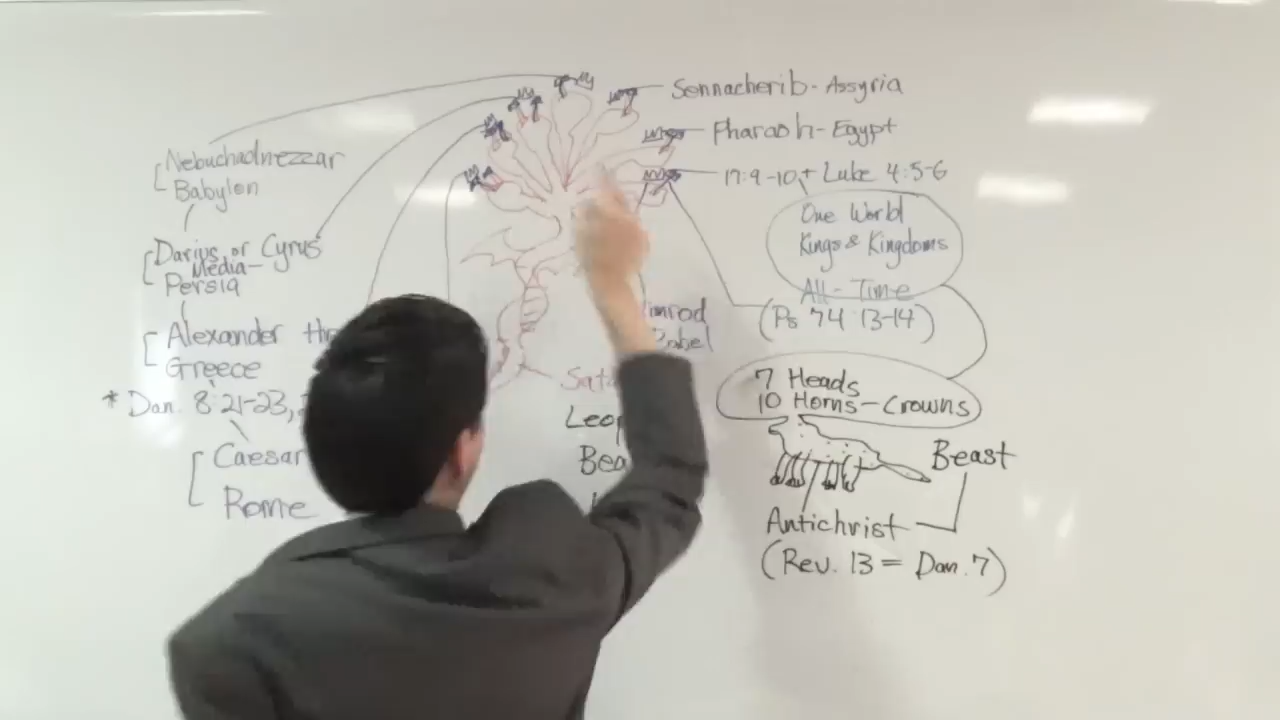 Sennacherib - Assyria
Pharaoh - Egypt
17:9-10 + Luke 4:5-6
One World
Kings & Kingdoms
All-Time
(Ps 74 13-14)
7 Heads
10 Horns - Crowns
Beast
Antichrist
(Rev. 13 = Dan. 7)
Nebuchadnezzar
Babylon
Darius or Cyrus
Media-
Persia
Alexander the
Greece
* Dan. 8:21-23,
Caesar
Rome